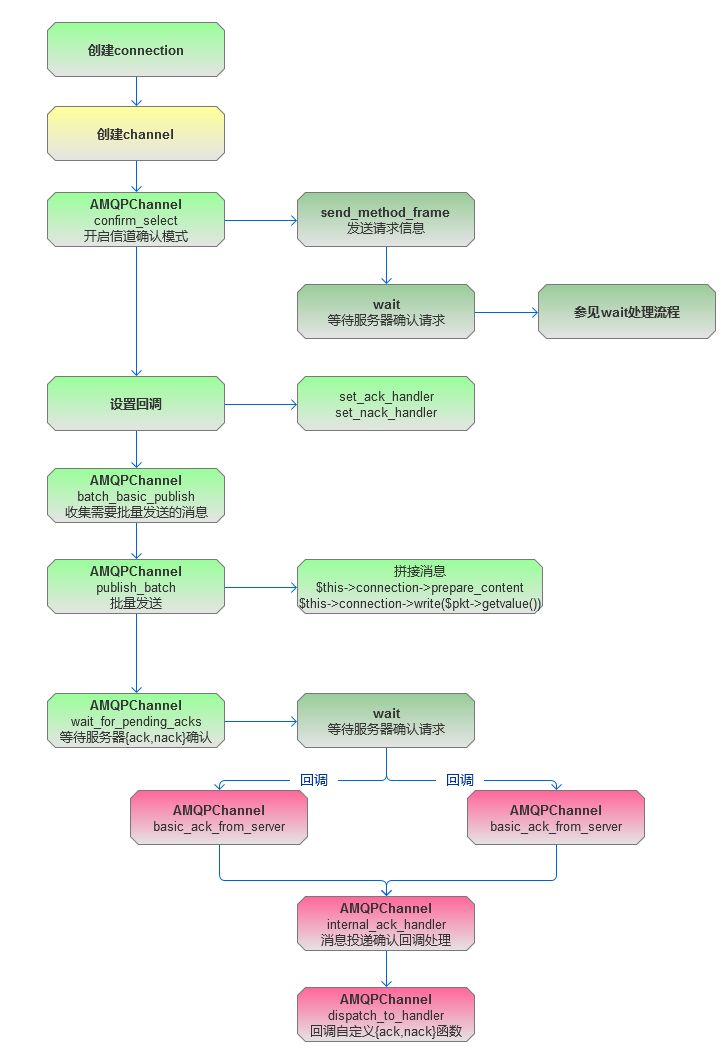 创建connection
创建channel
AMQPChannel
confirm_select
开启信道确认模式
send_method_frame
发送请求信息
wait
等待服务器确认请求
参见wait处理流程
设置回调
set_ack_handler
set_nack_handler
AMQPChannel
batch_basic_publish
收集需要批量发送的消息
AMQPChannel
publish_batch
批量发送
拼接消息
$this->connection->prepare_content
$this->connection->write($pkt->getvalue())
AMQPChannel
wait_for_pending_acks
等待服务器{ack,nack}确认
wait
等待服务器确认请求
回调
回调
AMQPChannel
basic_ack_from_server
AMQPChannel
basic_ack_from_server
AMQPChannel
internal_ack_handler
消息投递确认回调处理
AMQPChannel
dispatch_to_handler
回调自定义{ack,nack}函数